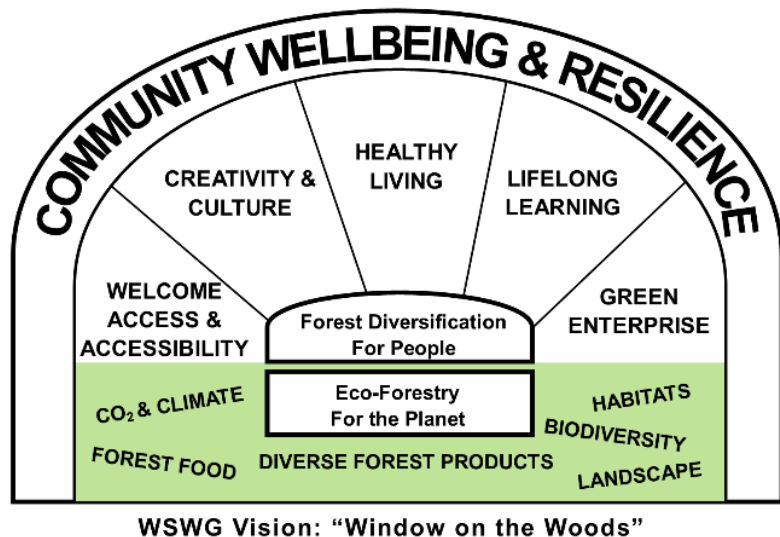 COMMUNITY WELLBEING & RESILIENCE
HEALTHY
LIVING
CREATIVITY &
CULTURE
LIFELONG
LEARNING
WELCOME
ACCESS &
ACCESSIBILITY
GREEN
ENTERPRISE
Forest Diversification
For People
Eco-Forestry
For the Planet
CO₂ & CLIMATE
FOREST FOOD
DIVERSE FOREST PRODUCTS
HABITATS
BIODIVERSITY
LANDSCAPE
WSWG Vision: “Window on the Woods”